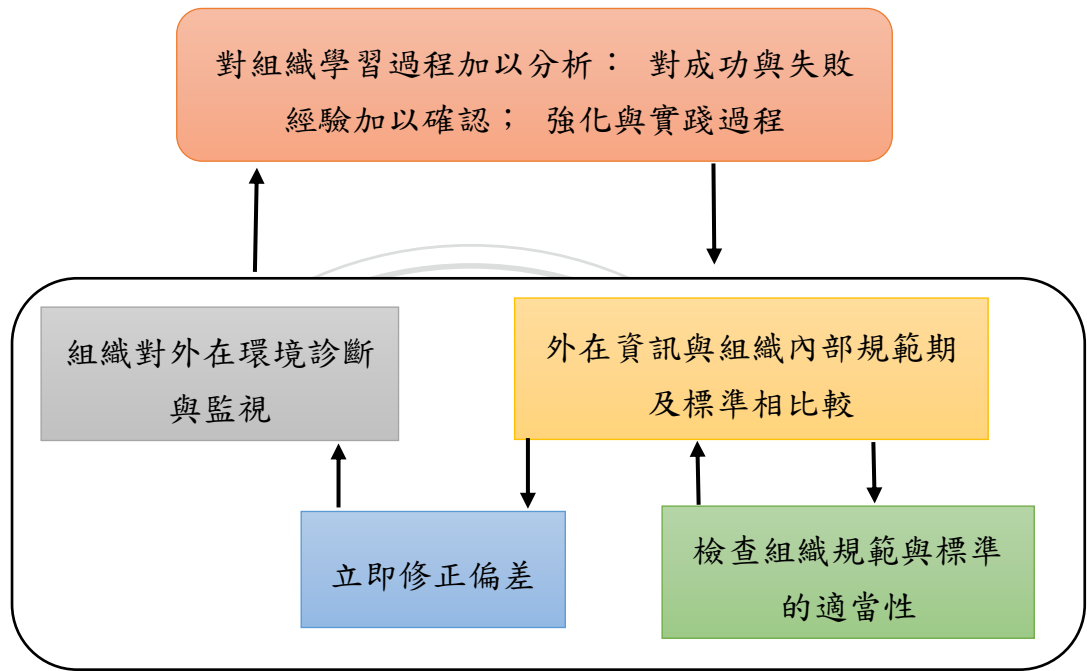 對組織學習過程加以分析： 對成功與失敗
經驗加以確認； 強化與實踐過程
組織對外在環境診斷
與監視
外在資訊與組織內部規範期
及標準相比較
立即修正偏差
檢查組織規範與標準
的適當性